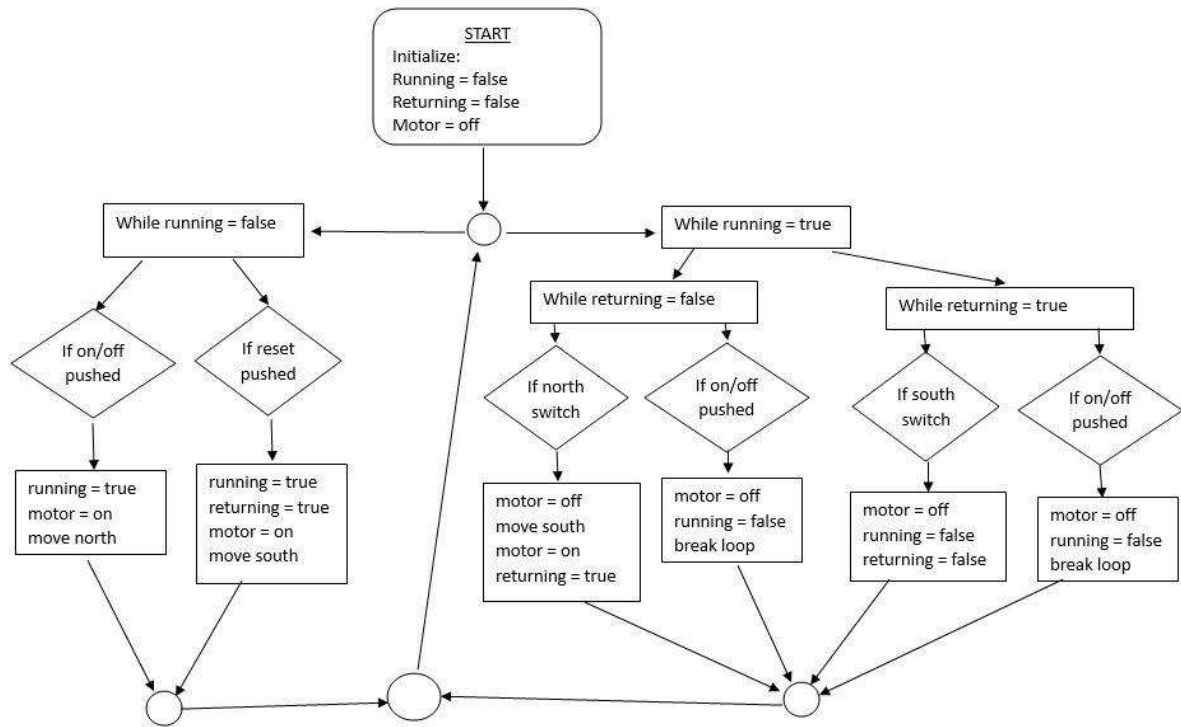 START
Initialize:
Running = false
Returning = false
Motor = off
While running = false
While running = true
While returning = false
While returning = true
If on/off
pushed
If reset
pushed
If north
switch
If on/off
pushed
If south
switch
If on/off
pushed
running = true
motor = on
move north
running = true
returning = true
motor = on
move south
motor = off
move south
motor = on
returning = true
motor = off
running = false
break loop
motor = off
running = false
returning = false
motor = off
running = false
break loop